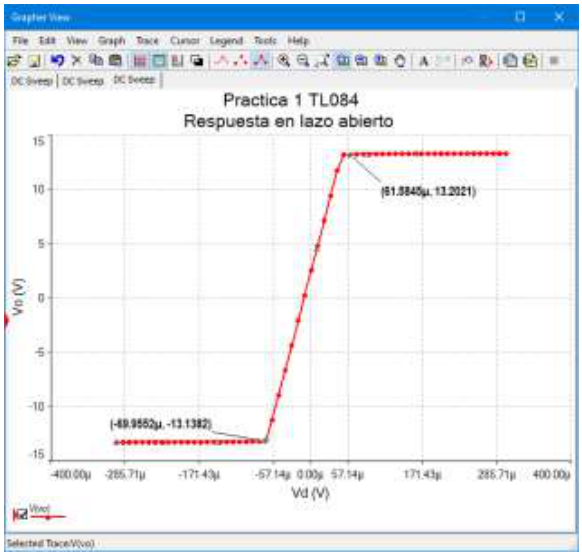 Grapher View
File Edit View Graph Trace Cursor Legend Tools Help
DC Sweep DC Sweep DC Sweep
Practica 1 TL084
Respuesta en lazo abierto
15
10
5
0
-5
-10
-15
Vo (V)
(61.5845µ, 13.2021)
(-69.9552µ, -13.1382)
-400.00µ -285.71µ -171.43µ -57.14µ 0.00µ 57.14µ 171.43µ 285.71µ 400.00µ
Vd (V)
V(vo)
Selected Trace:V(vo)